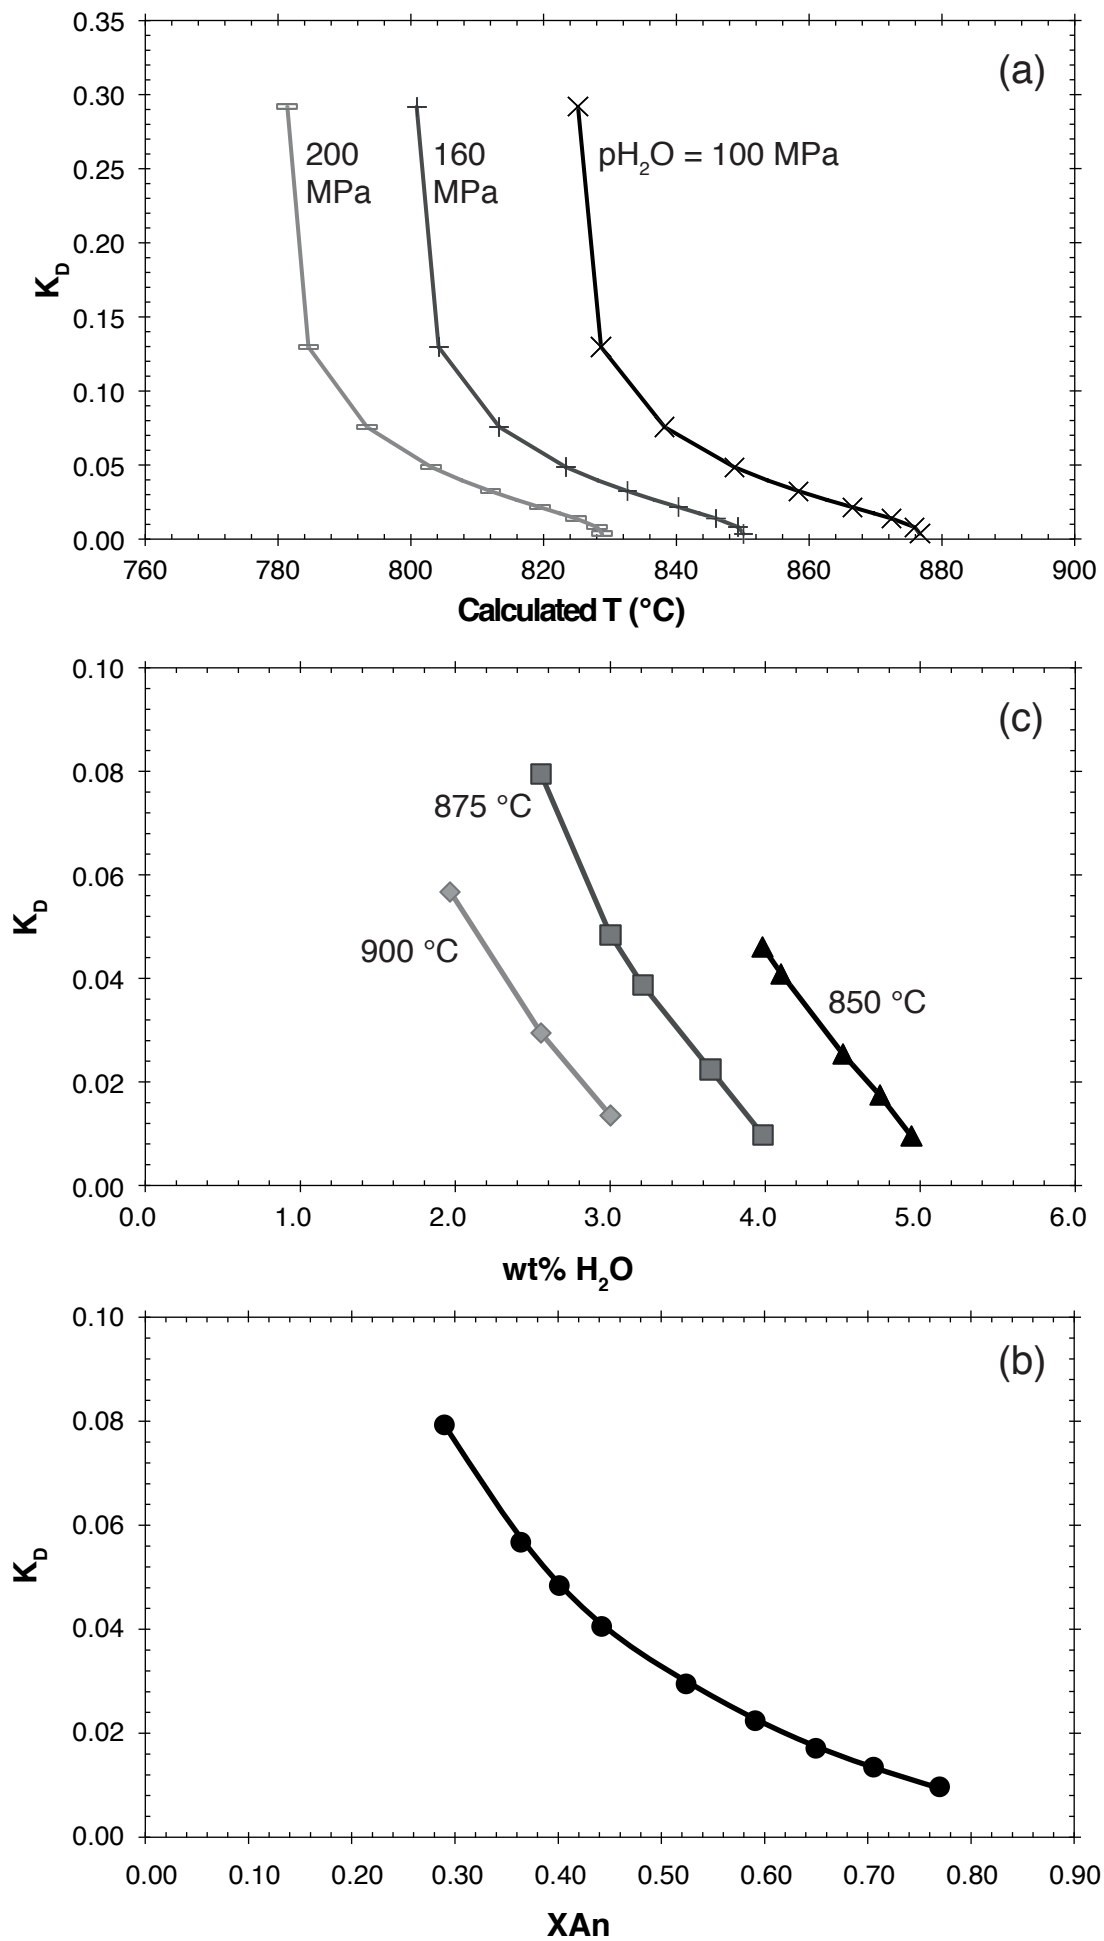 0.35
(a)
0.30
200
MPa
160
MPa
pH2O = 100 MPa
0.25
0.20
KD
0.15
0.10
0.05
0.00
760 780 800 820 840 860 880 900
Calculated T (°C)
0.10
(c)
0.08
875 °C
0.06
KD
900 °C
0.04
850 °C
0.02
0.00
0.0 1.0 2.0 3.0 4.0 5.0 6.0
wt% H2O
0.10
(b)
0.08
0.06
KD
0.04
0.02
0.00
0.00 0.10 0.20 0.30 0.40 0.50 0.60 0.70 0.80 0.90
XAn